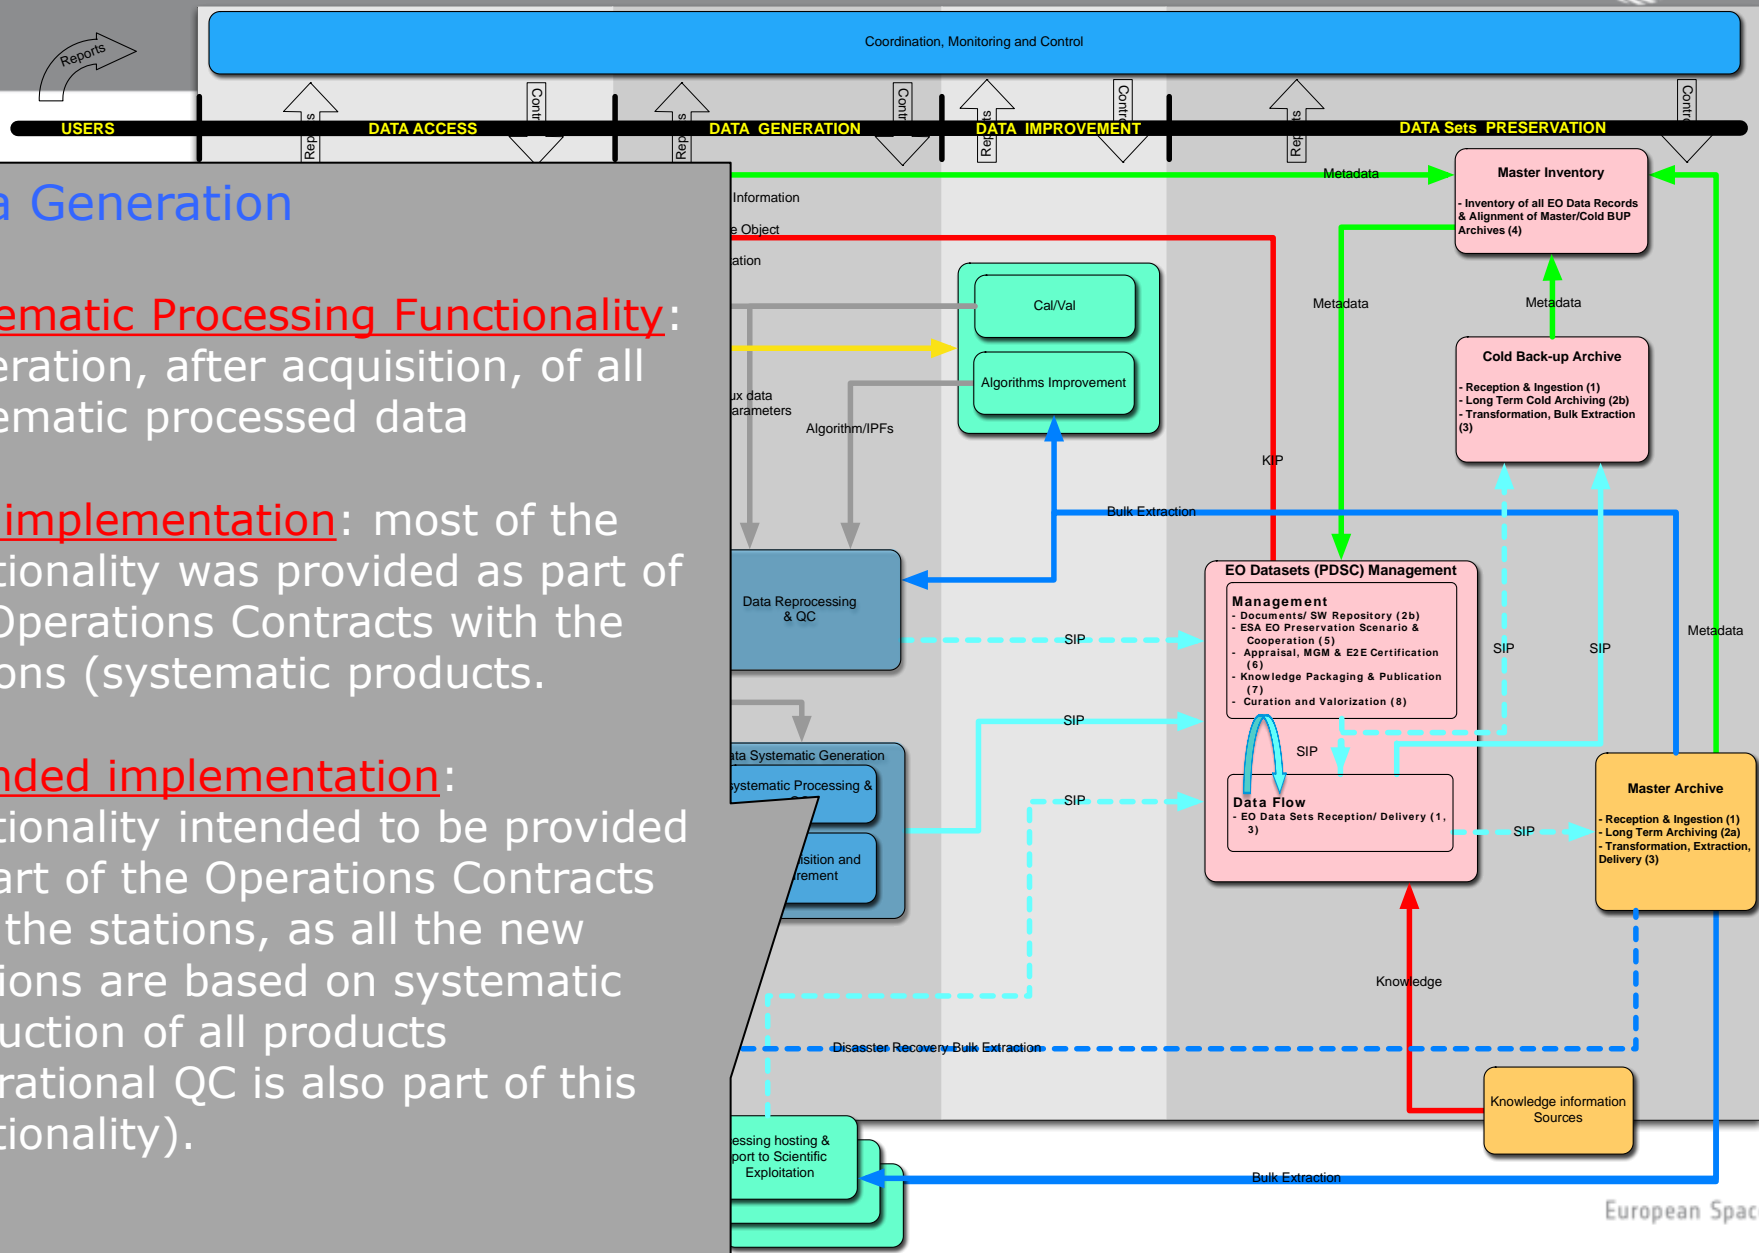 Coordination, Monitoring and Control
Reports
USERS
DATA ACCESS
DATA GENERATION
DATA IMPROVEMENT
DATA Sets PRESERVATION
Generation
ematic Processing Functionality:
eration, after acquisition, of all
ematic processed data
implementation: most of the
tionality was provided as part of
Operations Contracts with the
ons (systematic products.
nded implementation:
tionality intended to be provided
art of the Operations Contracts
the stations, as all the new
ions are based on systematic
uction of all products
rational QC is also part of this
tionality).
Information
e Object
ation
ux data
arameters
Algorithm/IPFs
Cal/Val
Algorithms Improvement
Data Reprocessing
& QC
ata Systematic Generation
ystematic Processing &
isition and
rement
essing hosting &
port to Scientific
Exploitation
Metadata
Metadata
Metadata
Metadata
KIP
Bulk Extraction
SIP
SIP
SIP
SIP
SIP
SIP
SIP
Knowledge
Disasster Recovery Bulk Extraction
Bulk Extraction
Master Inventory
- Inventory of all EO Data Records
& Alignment of Master/Cold BUP
Archives (4)
Cold Back-up Archive
- Reception & Ingestion (1)
- Long Term Cold Archiving (2b)
- Transformation, Bulk Extraction
(3)
EO Datasets (PDSC) Management
Management
- Documents/ SW Repository (2b)
- ESA EO Preservation Scenario &
Cooperation (5)
- Appraisal, MGM & E2E Certification
(6)
- Knowledge Packaging & Publication
(7)
- Curation and Valorization (8)
Data Flow
- EO Data Sets Reception/ Delivery (1,
3)
Master Archive
- Reception & Ingestion (1)
- Long Term Archiving (2a)
- Transformation, Extraction,
Delivery (3)
Knowledge information
Sources
European Spac